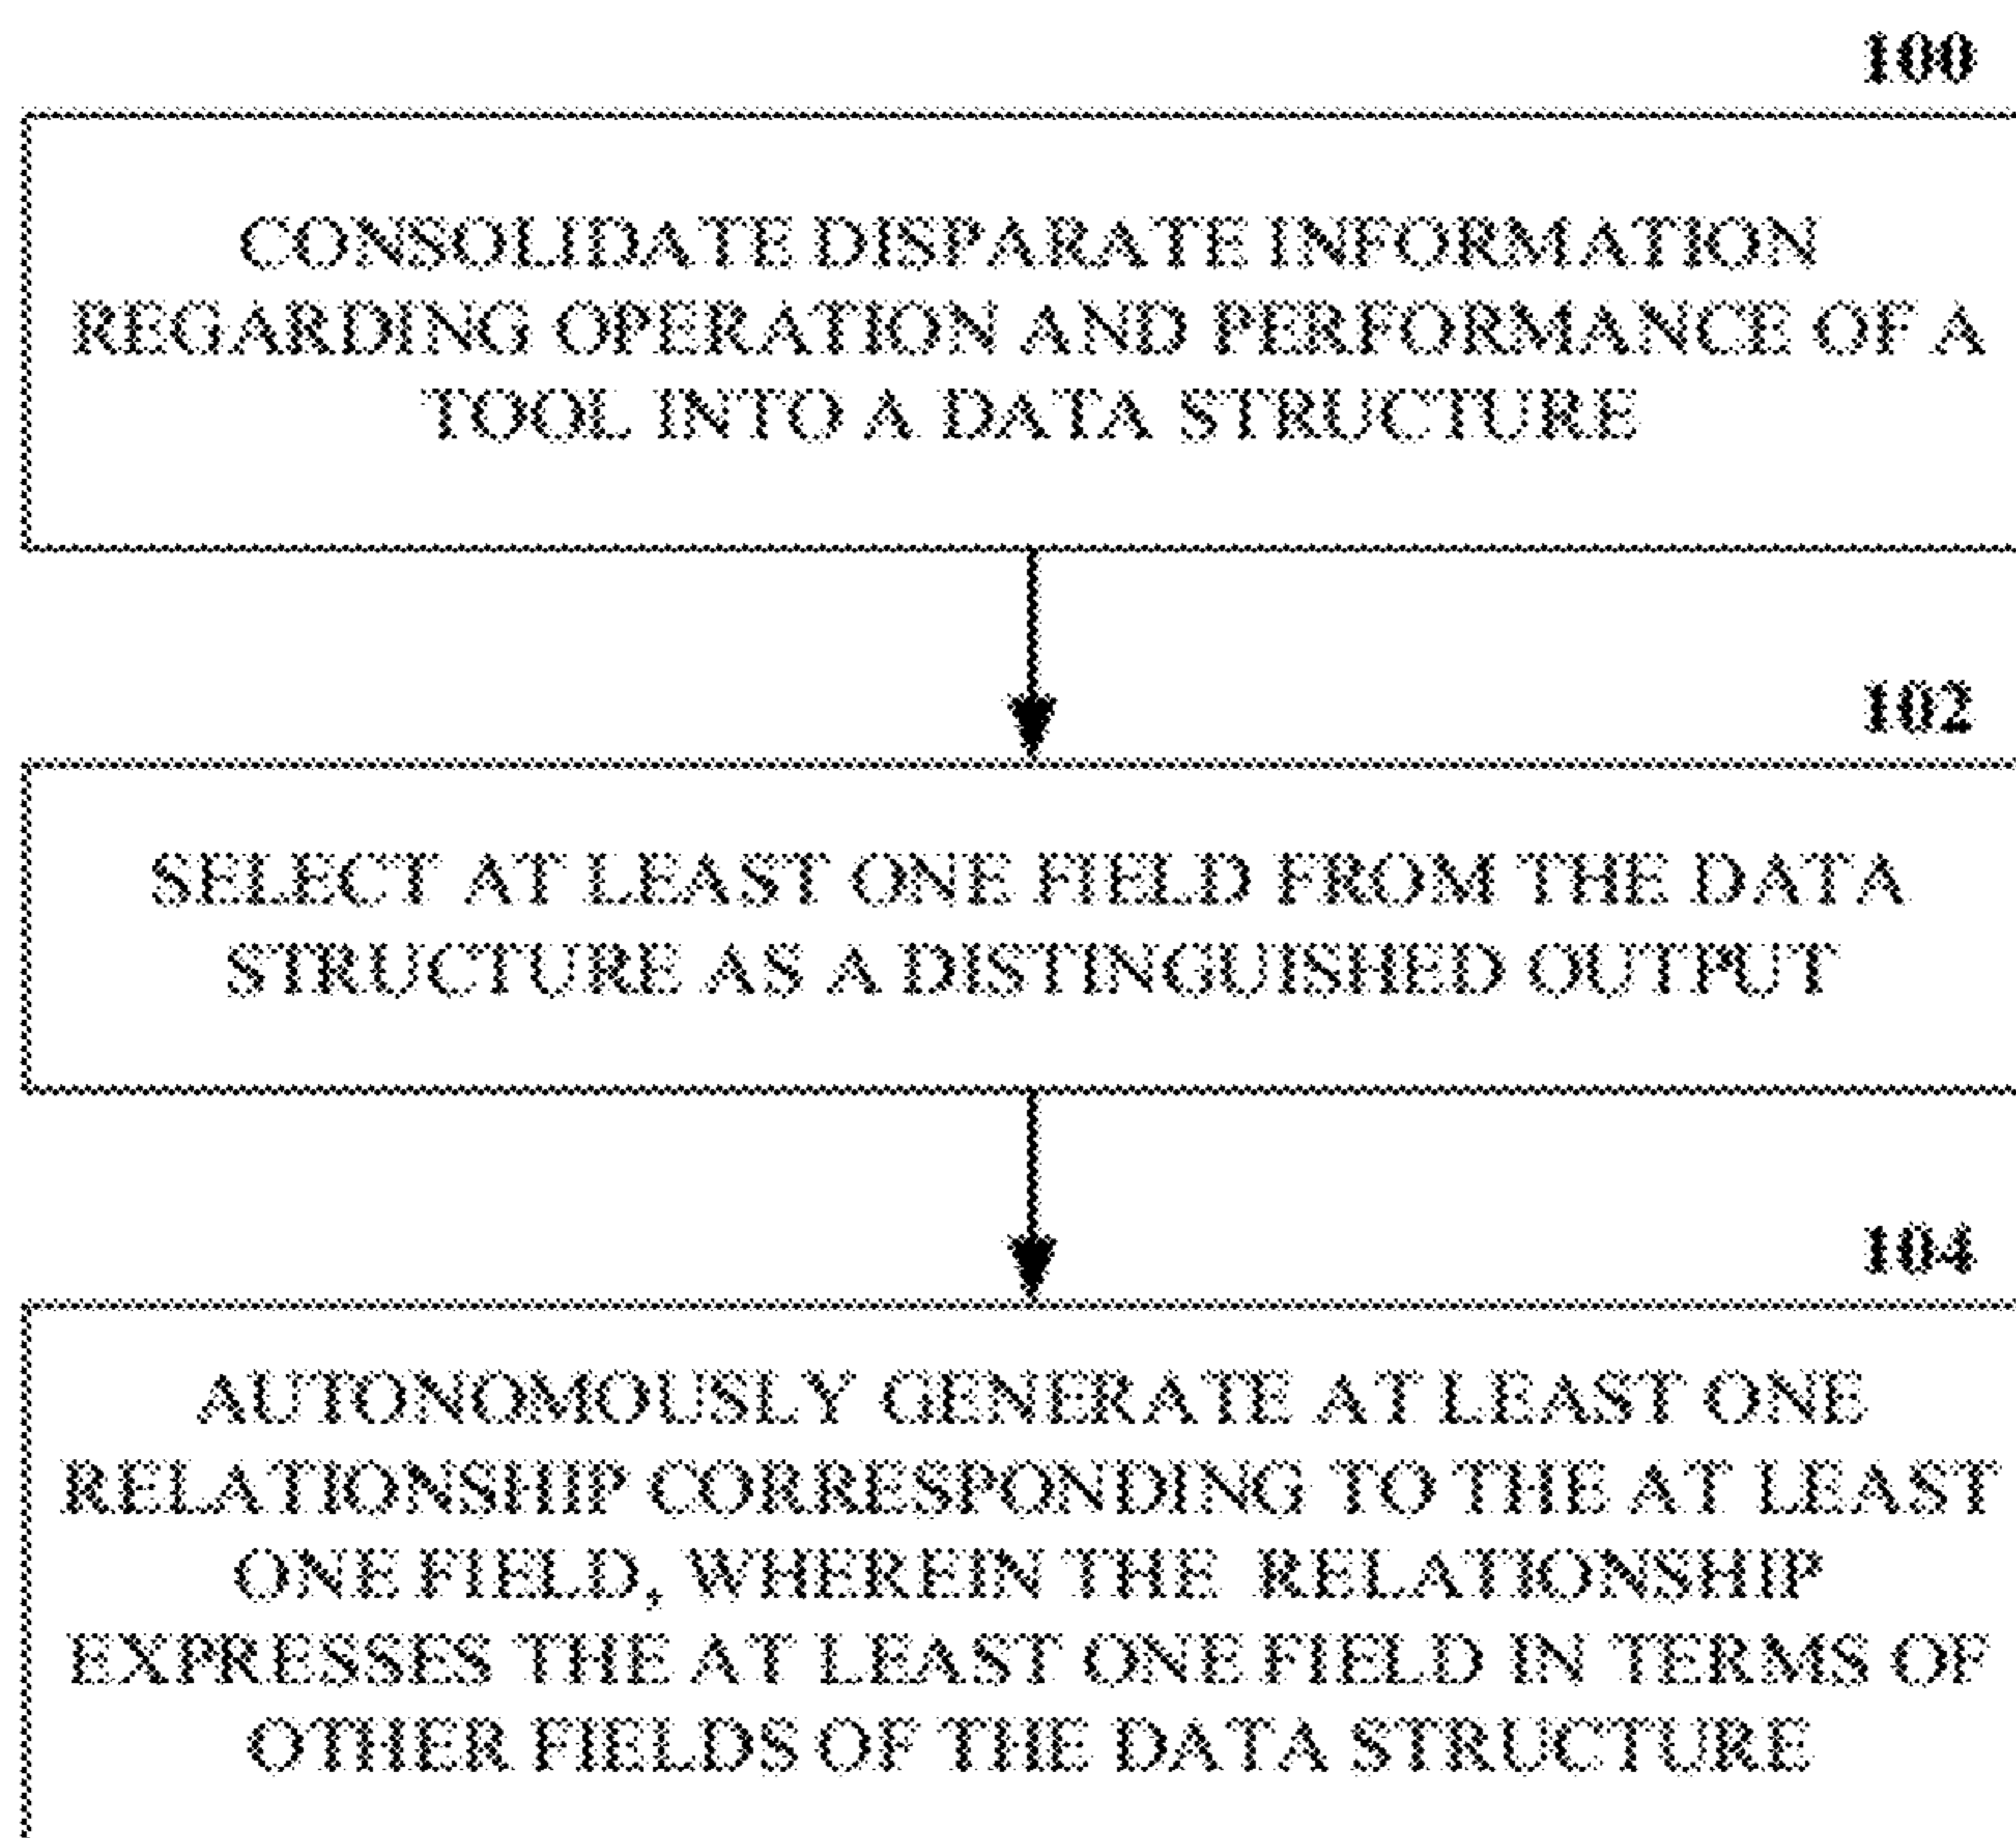 100
CONSOLIDATE DISPARATE INFORMATION
REGARDING OPERATION AND PERFORMANCE OF A
TOOL INTO A DATA STRUCTURE
102
SELECT AT LEAST ONE FIELD FROM THE DATA
STRUCTURE AS A DISTINGUISHED OUTPUT
104
AUTONOMOUSLY GENERATE AT LEAST ONE
RELATIONSHIP CORRESPONDING TO THE AT LEAST
ONE FIELD, WHEREIN THE RELATIONSHIP
EXPRESSES THE AT LEAST ONE FIELD IN TERMS OF
OTHER FIELDS OF THE DATA STRUCTURE